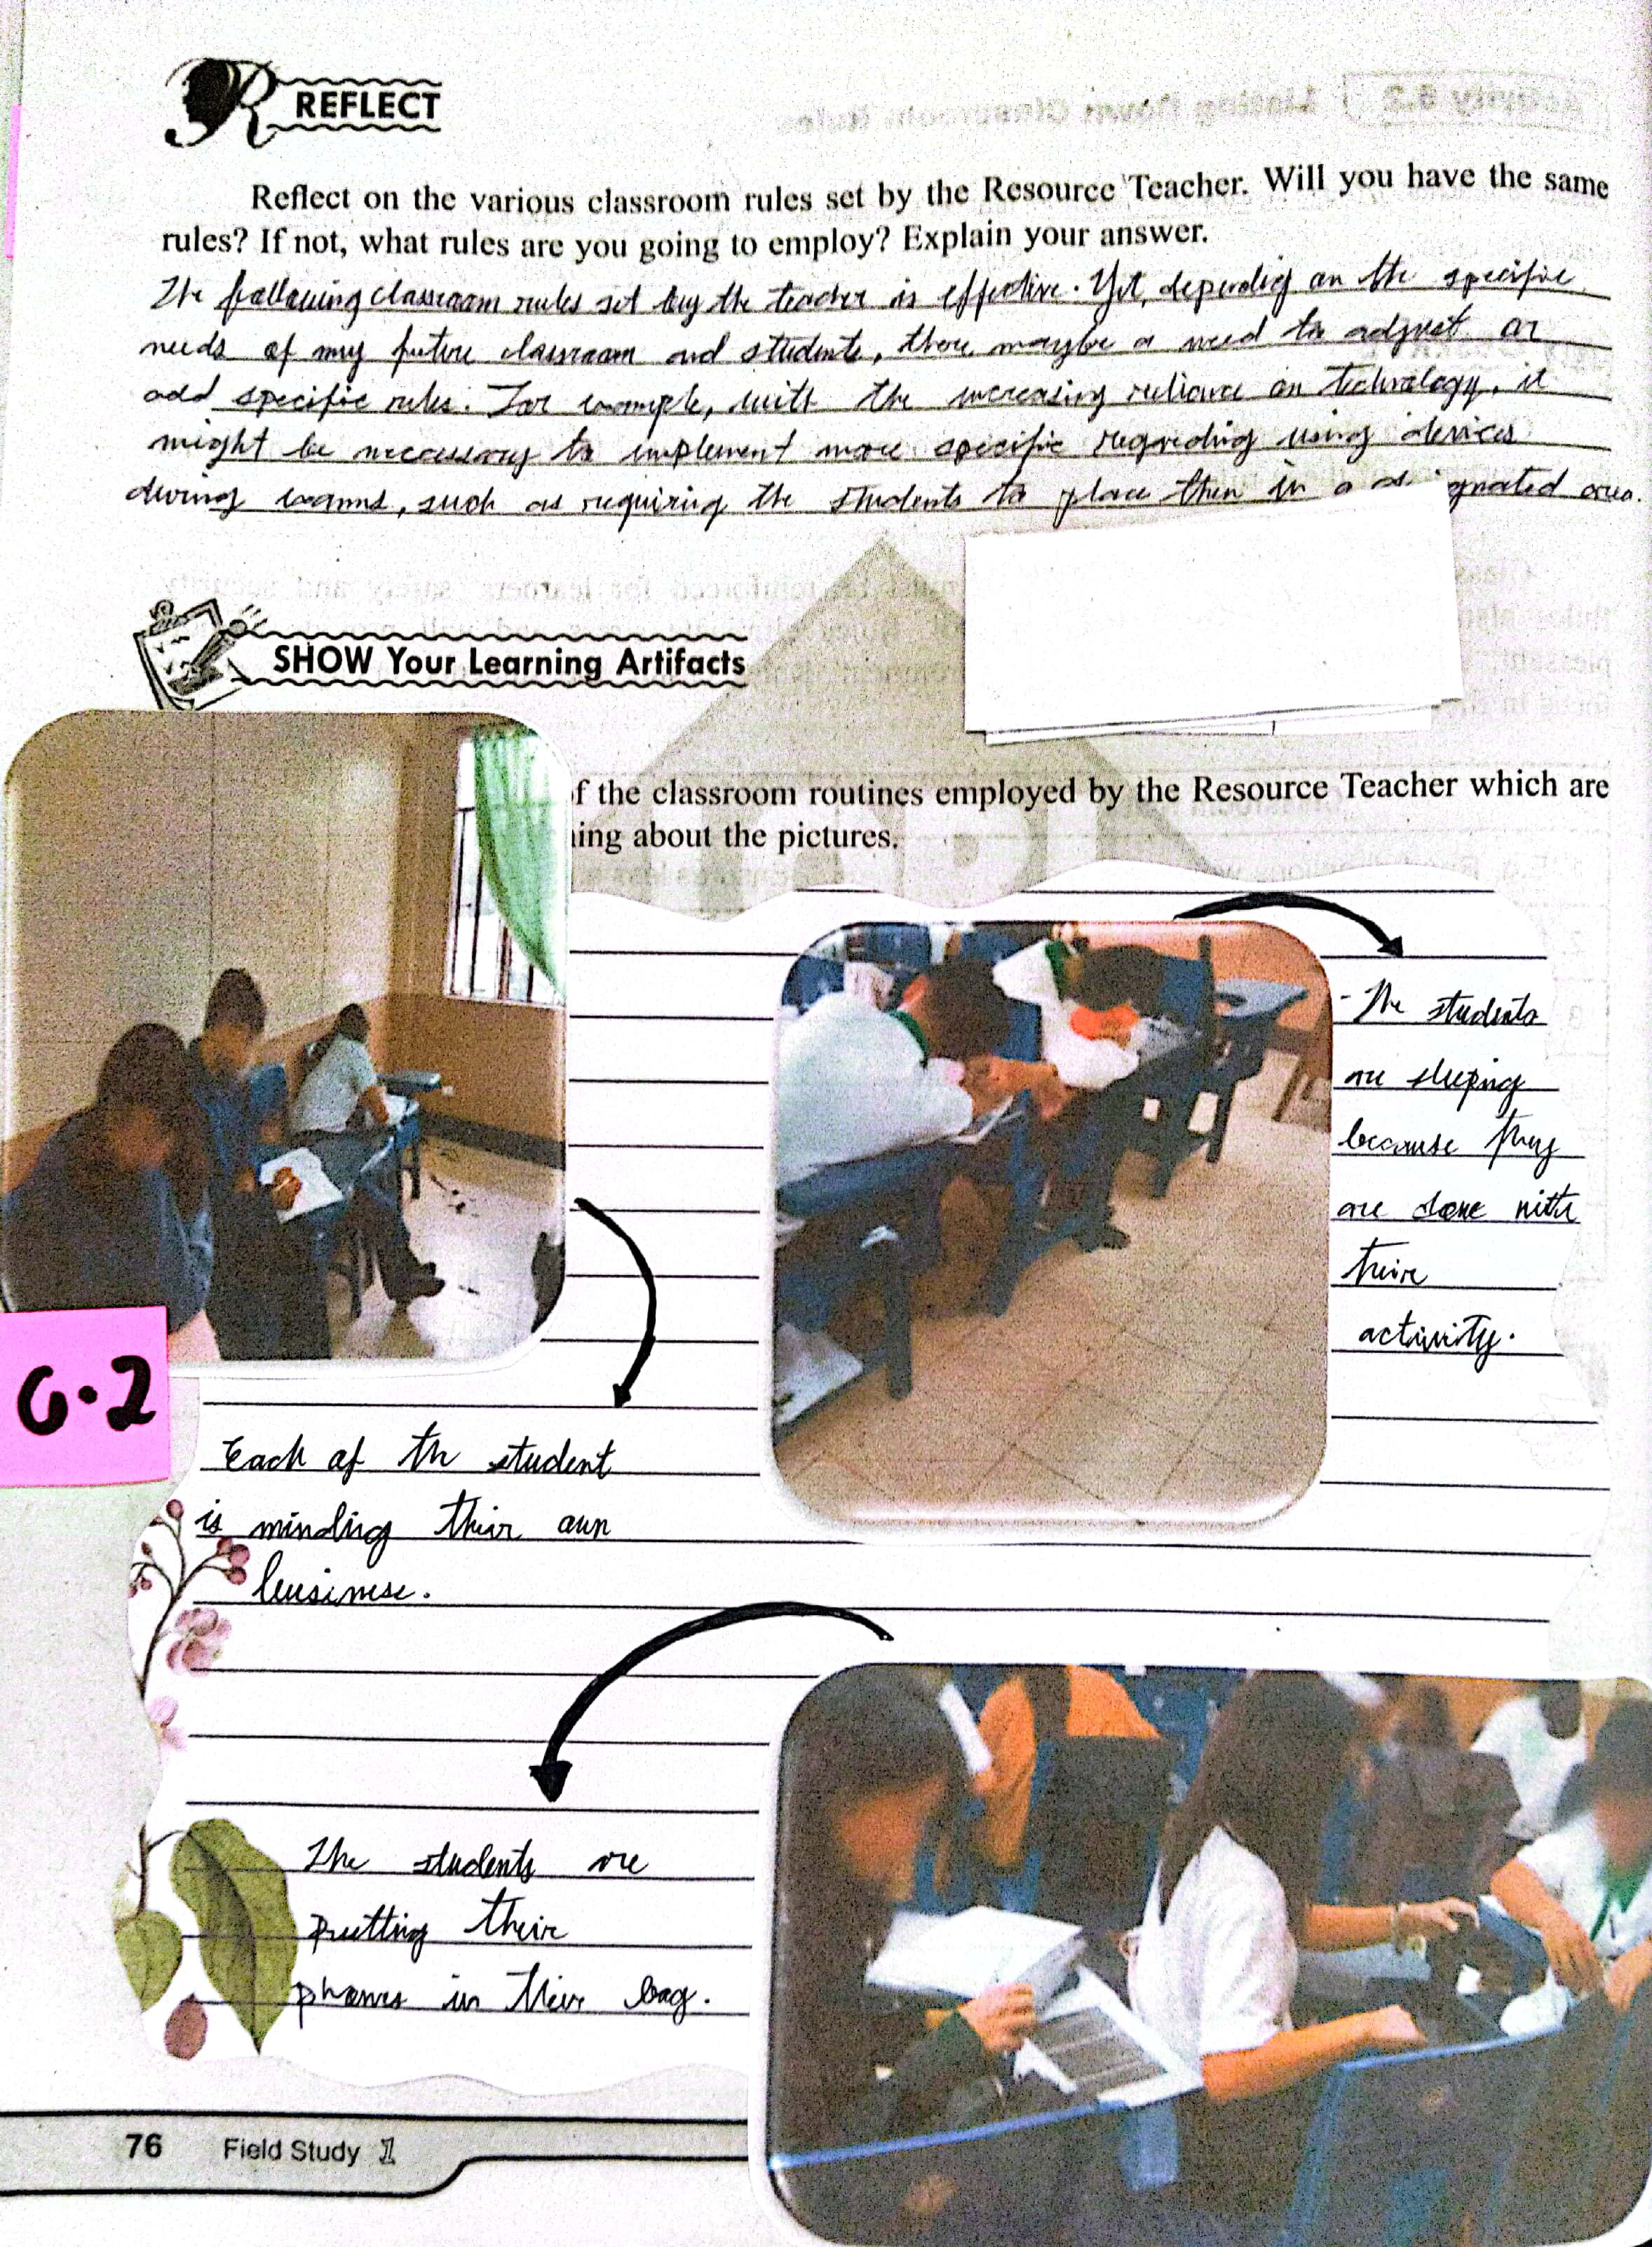 REFLECT
Reflect on the various classroom rules set by the Resource Teacher. Will you have the same
rules? If not, what rules are you going to employ? Explain your answer.
The following classroom rules set by the teacher is effective. Yet, dependig on the specific
needs of my future classroom and students, there maybe a need to adjust or
add specific rules. For example, with the increasing reliance on technology, it
might be necessary to implement more specific regarding using devices
during exams, such as requiring the students to place then in a as ignated area.
SHOW Your Learning Artifacts
f the classroom routines employed by the Resource Teacher which are
ing about the pictures.
- The students
are sleeping
because they
are done with
their
activity.
6.2
Each of the student
is minding their own
business.
The students are
putting their
phones in their bag.
76 Field Study 1